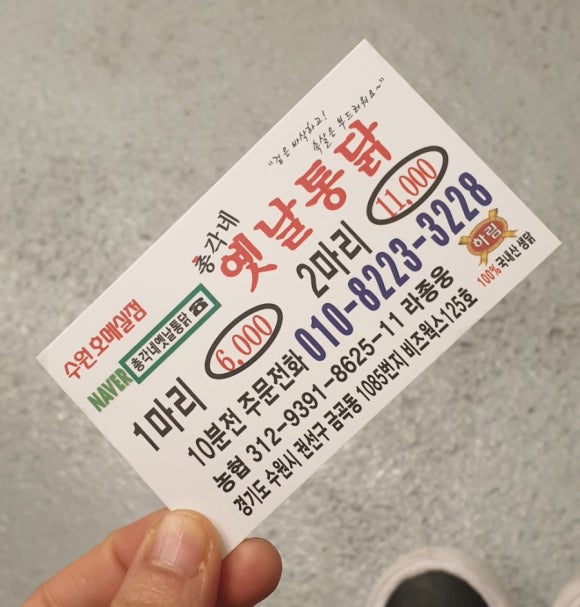 "겉은 바삭하고!
속살은 부드러워요~"
총각네
옛날통닭
수원 호매실점
NAVER 총각네옛날통닭 ☎
1마리 6,000 2마리 11,000
10분전 주문전화 010-8223-3228
농협 312-9391-8625-11 라종웅
하림
100% 국내산 생닭
경기도 수원시 권선구 금곡동 1085번지 비즈웍스125호